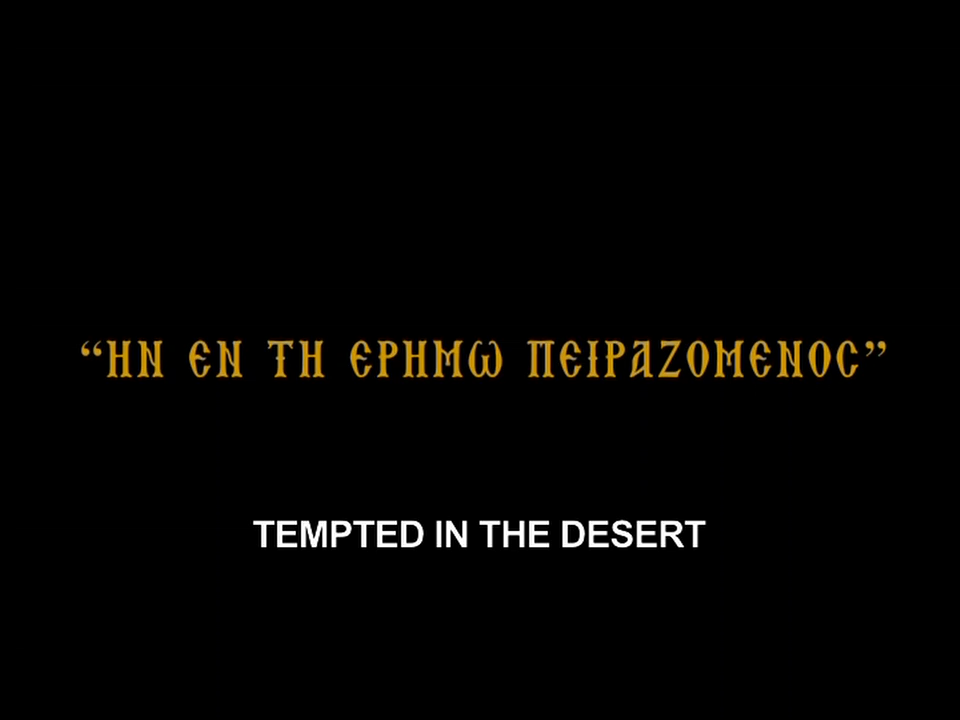 “ΗΝ ΕΝ ΤΗ ΕΡΗΜΩ ΠΕΙΡΑΖΟΜΕΝΟΣ”
TEMPTED IN THE DESERT